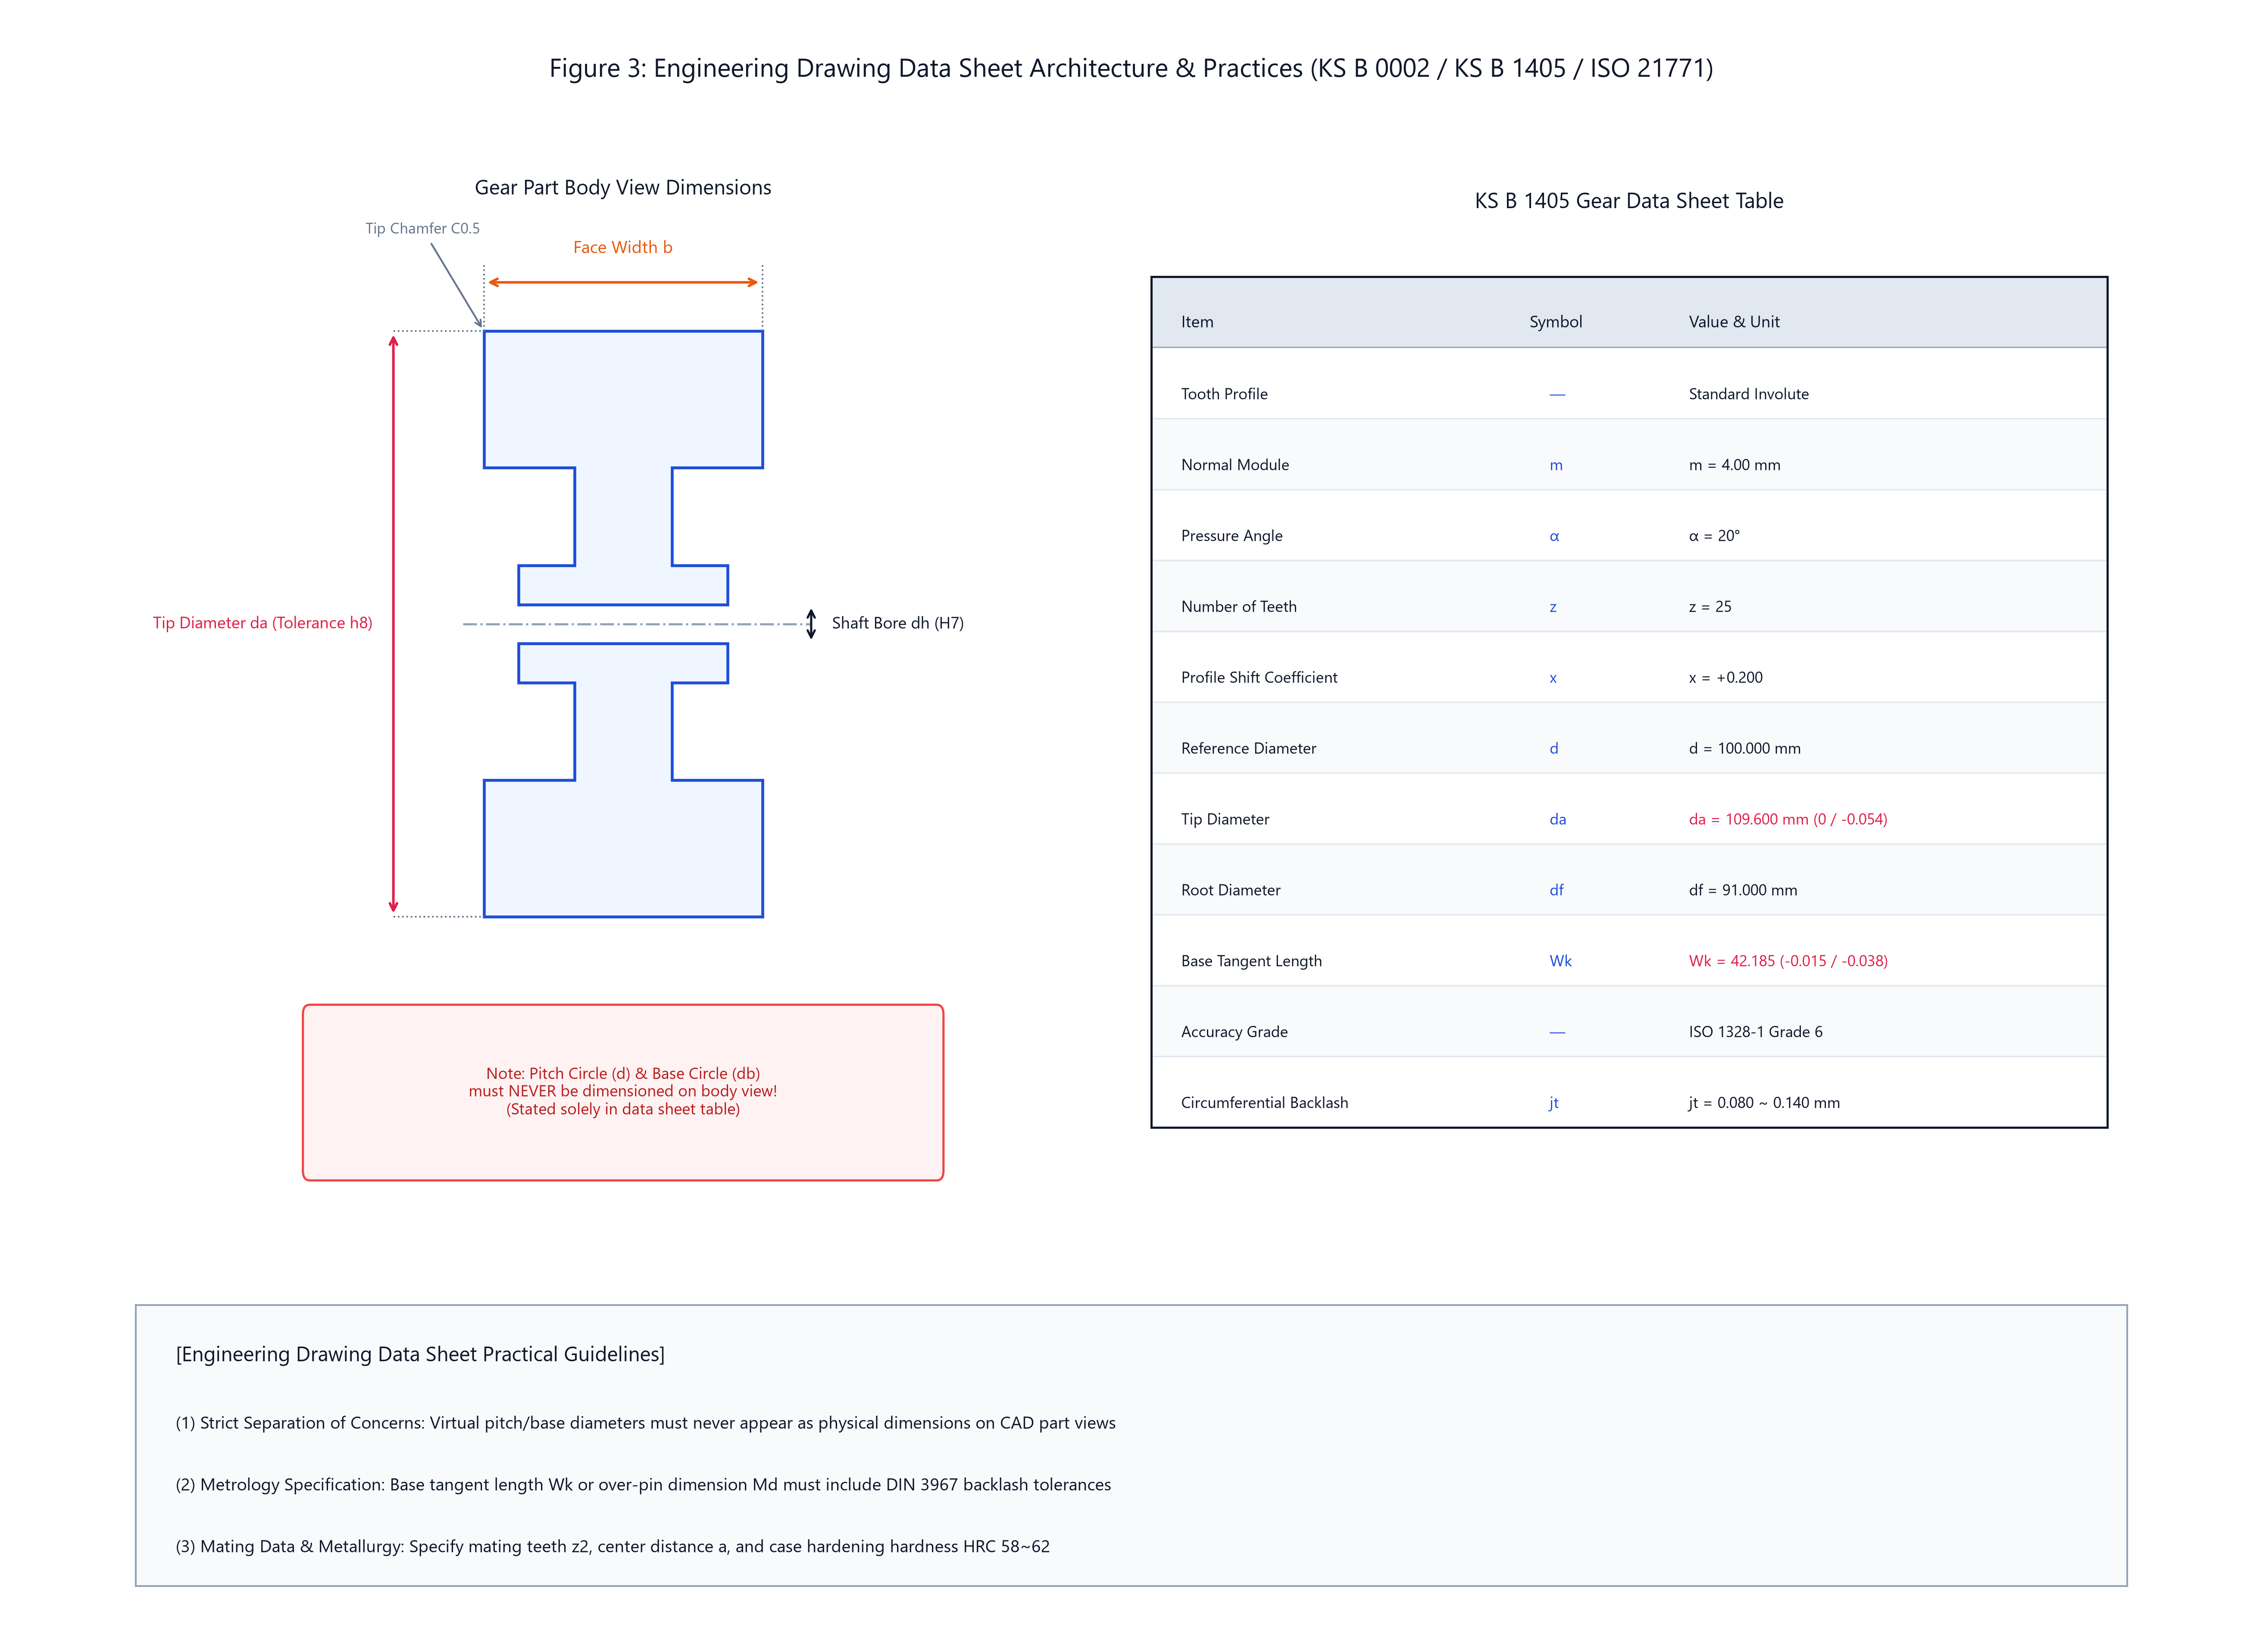 Figure 3: Engineering Drawing Data Sheet Architecture & Practices (KS B 0002 / KS B 1405 / ISO 21771)
Gear Part Body View Dimensions
Tip Chamfer C0.5
Face Width b
Tip Diameter da (Tolerance h8)
Shaft Bore dh (H7)
Note: Pitch Circle (d) & Base Circle (db)
must NEVER be dimensioned on body view!
(Stated solely in data sheet table)
KS B 1405 Gear Data Sheet Table
Item Symbol Value & Unit
Tooth Profile — Standard Involute
Normal Module m m = 4.00 mm
Pressure Angle α α = 20°
Number of Teeth z z = 25
Profile Shift Coefficient x x = +0.200
Reference Diameter d d = 100.000 mm
Tip Diameter da da = 109.600 mm (0 / -0.054)
Root Diameter df df = 91.000 mm
Base Tangent Length Wk Wk = 42.185 (-0.015 / -0.038)
Accuracy Grade — ISO 1328-1 Grade 6
Circumferential Backlash jt jt = 0.080 ~ 0.140 mm
[Engineering Drawing Data Sheet Practical Guidelines]
(1) Strict Separation of Concerns: Virtual pitch/base diameters must never appear as physical dimensions on CAD part views
(2) Metrology Specification: Base tangent length Wk or over-pin dimension Md must include DIN 3967 backlash tolerances
(3) Mating Data & Metallurgy: Specify mating teeth z2, center distance a, and case hardening hardness HRC 58~62